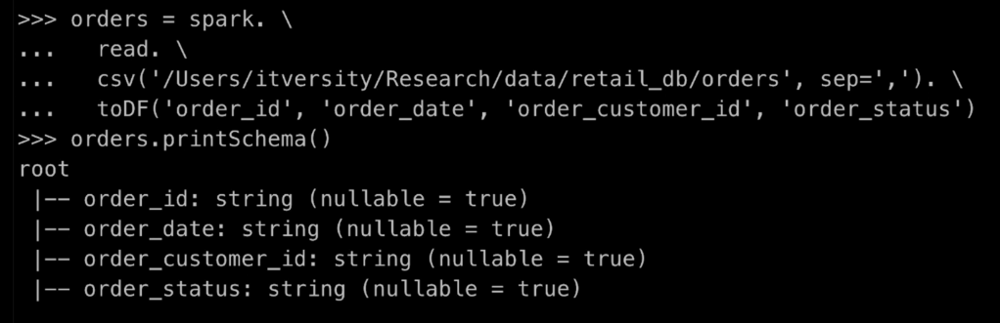 >>> orders = spark. \
...   read. \
...   csv('/Users/itversity/Research/data/retail_db/orders', sep=','). \
...   toDF('order_id', 'order_date', 'order_customer_id', 'order_status')
>>> orders.printSchema()
root
 |-- order_id: string (nullable = true)
 |-- order_date: string (nullable = true)
 |-- order_customer_id: string (nullable = true)
 |-- order_status: string (nullable = true)